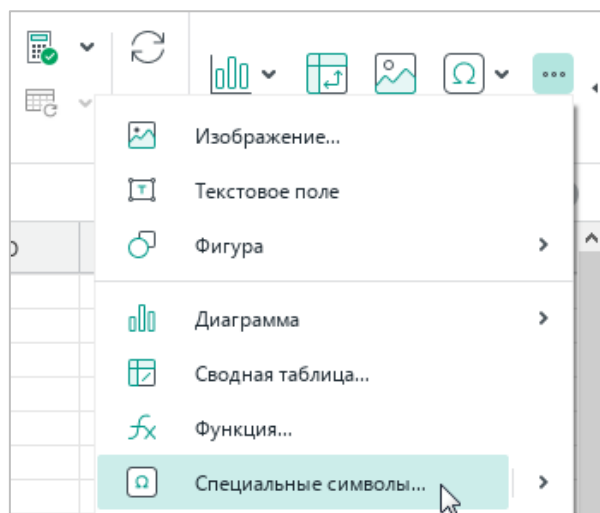 Изображение...
Текстовое поле
Фигура
Диаграмма
Сводная таблица...
Функция...
Специальные символы...